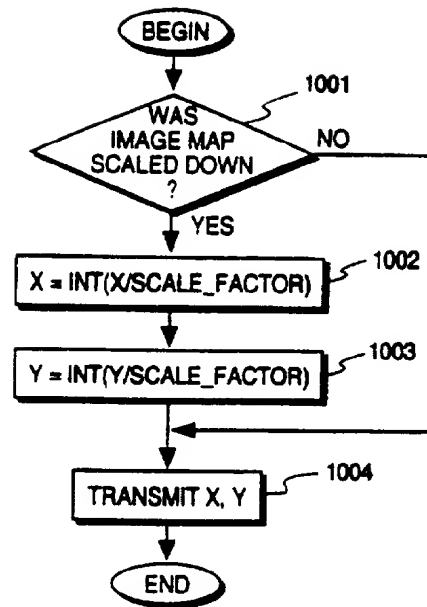 BEGIN
1001
WAS
IMAGE MAP
SCALED DOWN
?
NO
YES
1002
X = INT(X/SCALE_FACTOR)
1003
Y = INT(Y/SCALE_FACTOR)
1004
TRANSMIT X, Y
END